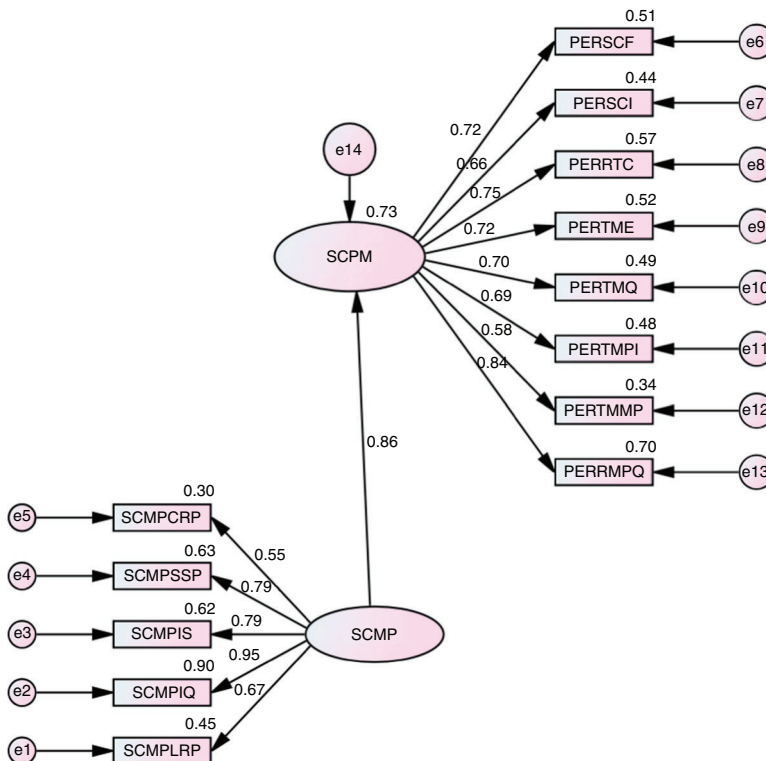 0.51
PERSCF
e6
0.44
PERSCI
e7
0.72
0.57
e14
0.66
PERRTC
e8
0.75
0.52
0.73
0.72
PERTME
e9
SCPM
0.70
0.49
PERTMQ
e10
0.69
0.48
0.58
PERTMPI
e11
0.84
0.34
PERTMMP
e12
0.86
0.70
PERRMPQ
e13
0.30
e5
SCMPCRP
0.55
0.63
e4
SCMPSSP
0.79
0.62
0.79
e3
SCMPIS
SCMP
0.95
0.90
e2
SCMPIQ
0.67
0.45
e1
SCMPLRP